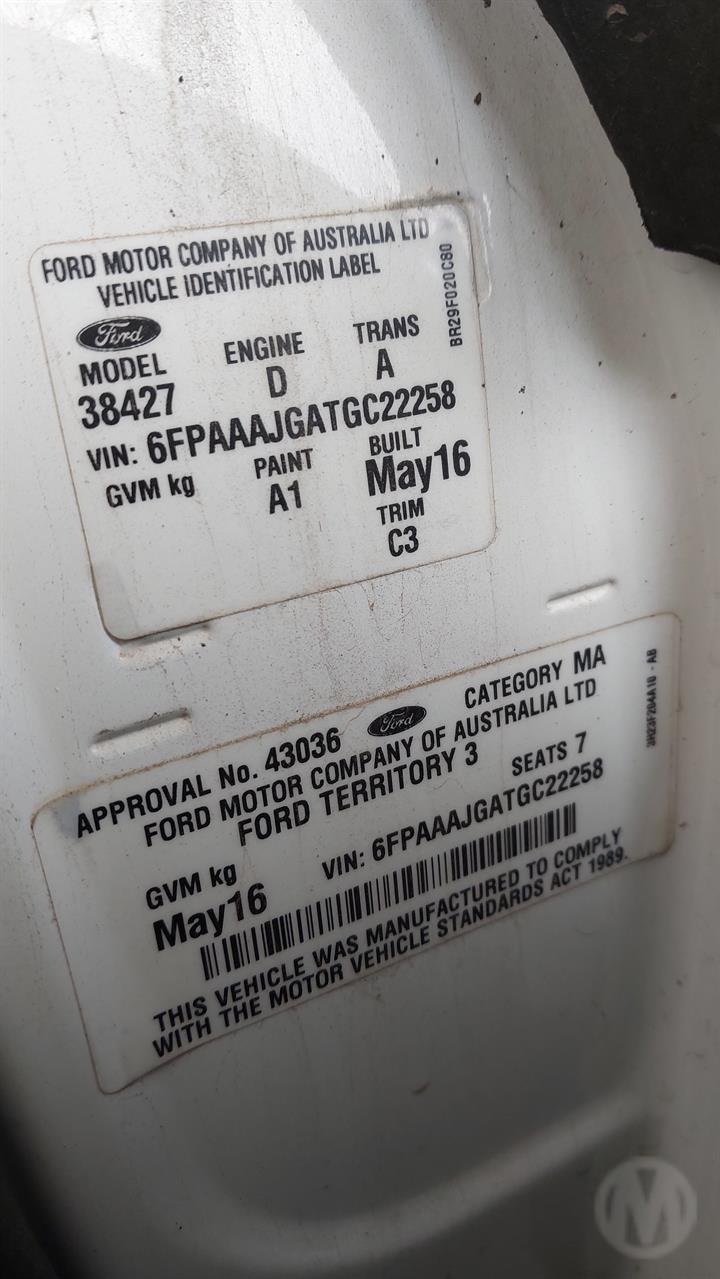 FORD MOTOR COMPANY OF AUSTRALIA LTD
VEHICLE IDENTIFICATION LABEL
Ford
MODEL ENGINE TRANS
38427 D A
VIN: 6FPAAAJGATGC22258
GVM kg PAINT BUILT
A1 May16
TRIM
C3
BR29F020C80
APPROVAL No. 43036 Ford CATEGORY MA
FORD MOTOR COMPANY OF AUSTRALIA LTD
FORD TERRITORY 3 SEATS 7
GVM kg VIN: 6FPAAAJGATGC22258
May16
THIS VEHICLE WAS MANUFACTURED TO COMPLY
WITH THE MOTOR VEHICLE STANDARDS ACT 1989.
3H23F204A10 - AB
M